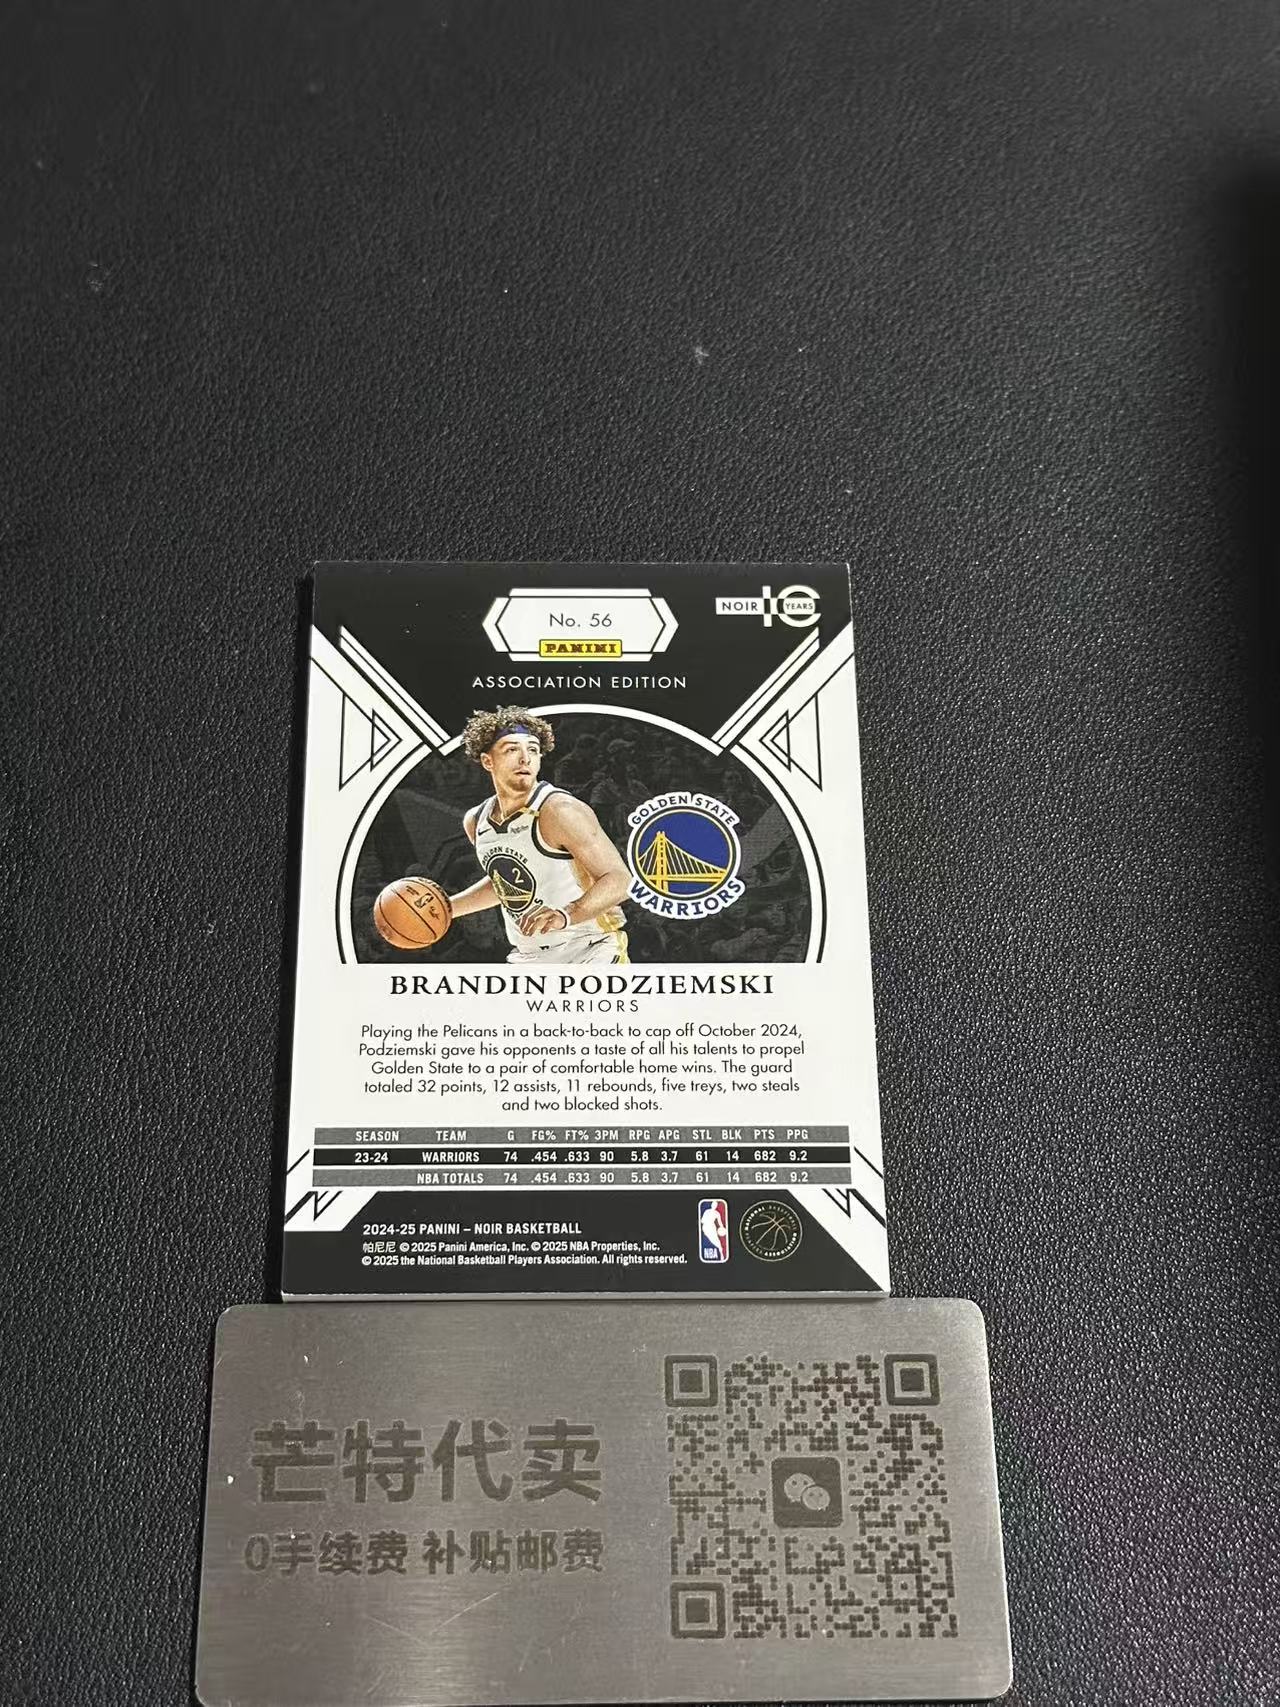 No. 56
PANINI
NOIR 10 YEARS
ASSOCIATION EDITION
GOLDEN STATE
WARRIORS
GOLDEN STATE
2
BRANDIN PODZIEMSKI
WARRIORS
Playing the Pelicans in a back-to-back to cap off October 2024,
Podziemski gave his opponents a taste of all his talents to propel
Golden State to a pair of comfortable home wins. The guard
totaled 32 points, 12 assists, 11 rebounds, five treys, two steals
and two blocked shots.
SEASON TEAM G FG% FT% 3PM RPG APG STL BLK PTS PPG
23-24 WARRIORS 74 .454 .633 90 5.8 3.7 61 14 682 9.2
NBA TOTALS 74 .454 .633 90 5.8 3.7 61 14 682 9.2
2024-25 PANINI – NOIR BASKETBALL
帕尼尼 © 2025 Panini America, Inc. © 2025 NBA Properties, Inc.
© 2025 the National Basketball Players Association. All rights reserved.
NBA
芒特代卖
0手续费 补贴邮费